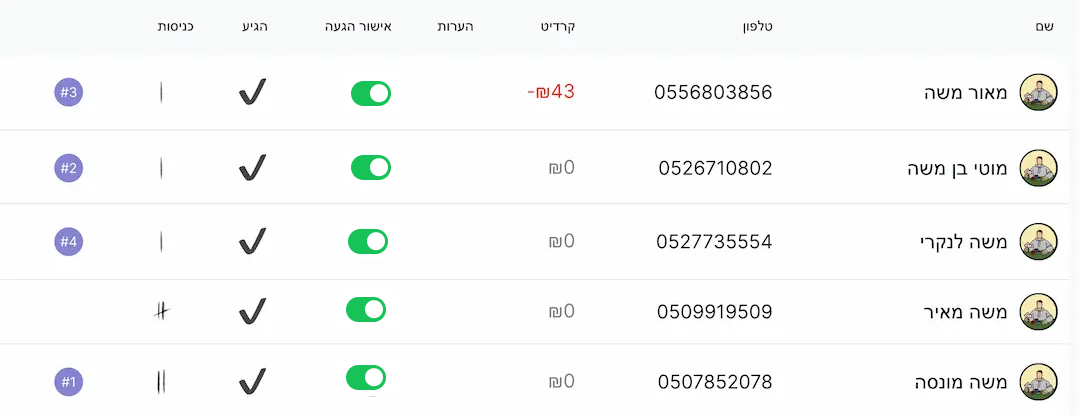 שם טלפון קרדיט הערות אישור הגעה הגיע כניסות
מאור משה 0556803856 -₪43 #3
מוטי בן משה 0526710802 ₪0 #2
משה לנקרי 0527735554 ₪0 #4
משה מאיר 0509919509 ₪0
משה מונסה 0507852078 ₪0 #1